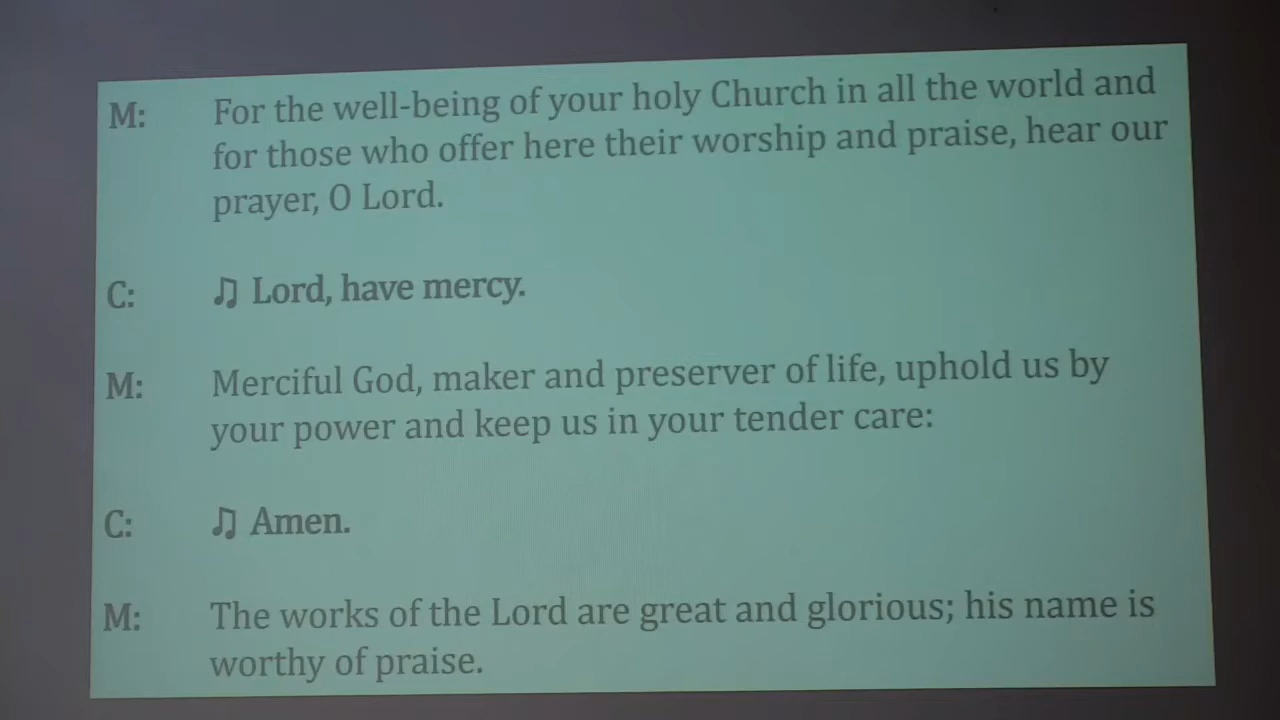 M: For the well-being of your holy Church in all the world and
for those who offer here their worship and praise, hear our
prayer, O Lord.
C: ♫ Lord, have mercy.
M: Merciful God, maker and preserver of life, uphold us by
your power and keep us in your tender care:
C: ♫ Amen.
M: The works of the Lord are great and glorious; his name is
worthy of praise.